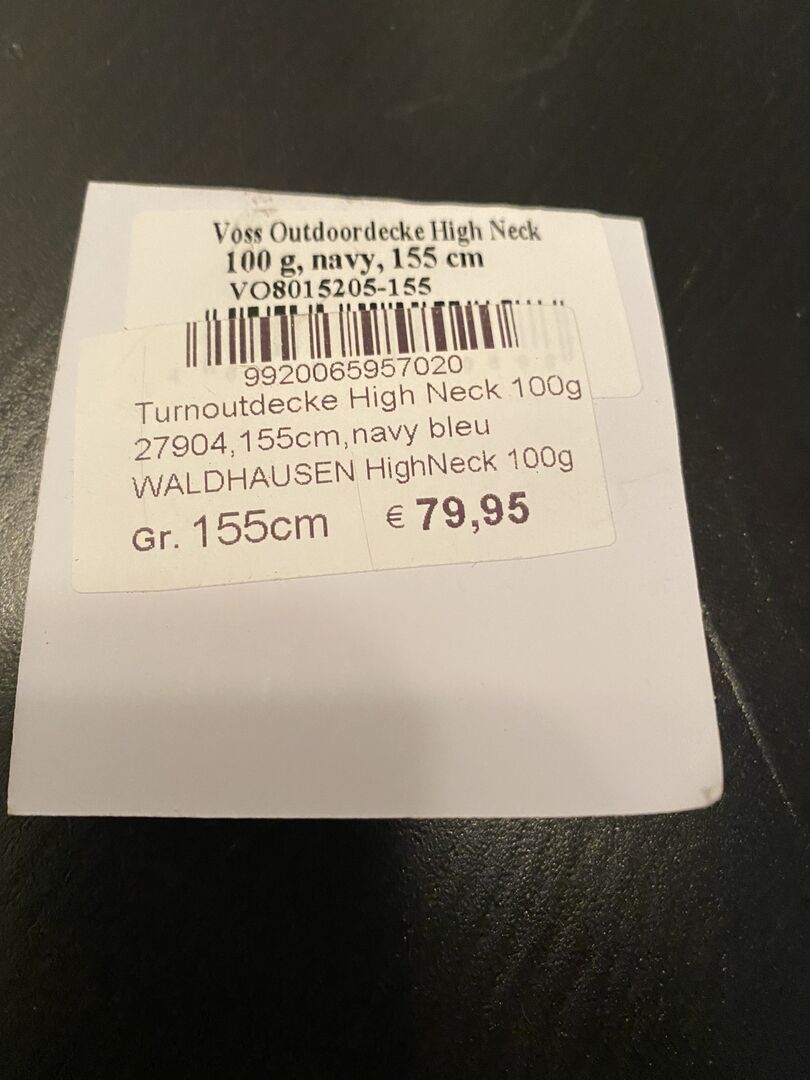 Voss Outdoordecke High Neck
100 g, navy, 155 cm
VO8015205-155
9920065957020
Turnoutdecke High Neck 100g
27904,155cm,navy bleu
WALDHAUSEN HighNeck 100g
Gr. 155cm € 79,95